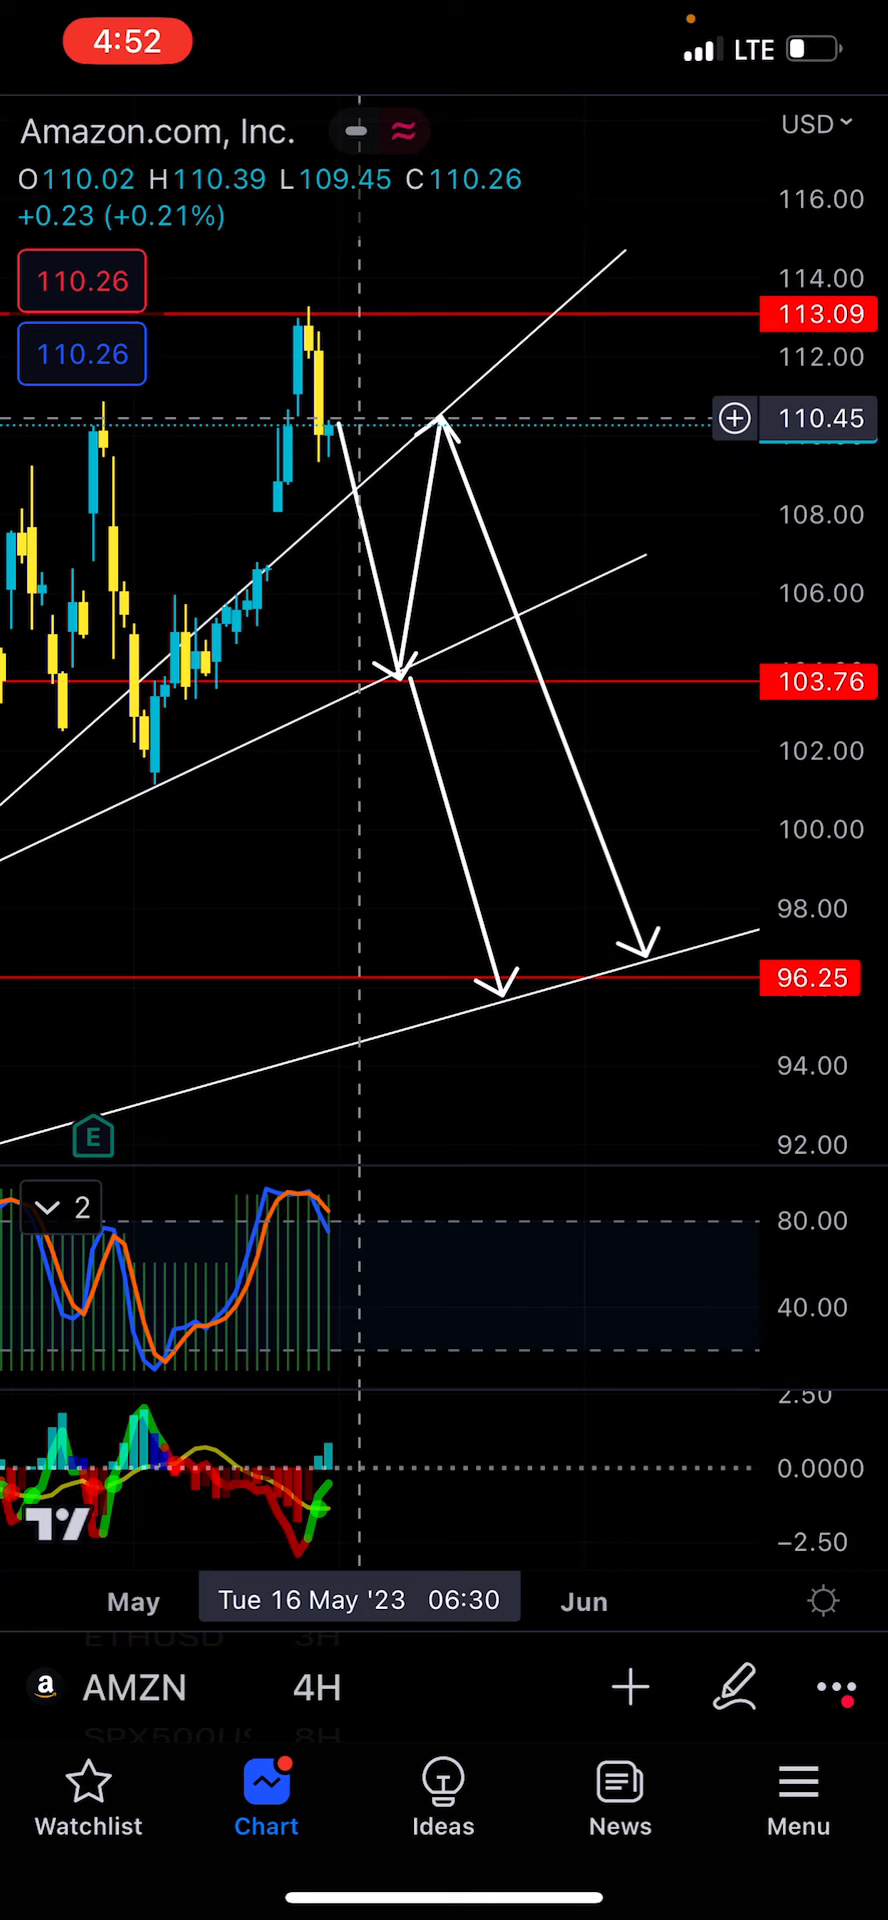 4:52
LTE
Amazon.com, Inc.
USD
O110.02 H110.39 L109.45 C110.26
+0.23 (+0.21%)
116.00
110.26
114.00
113.09
110.26
112.00
110.45
108.00
106.00
103.76
102.00
100.00
98.00
96.25
94.00
E
92.00
2
80.00
40.00
2.50
0.0000
−2.50
May
Tue 16 May '23 06:30
Jun
ETHUSD 3H
a AMZN 4H
SPX500US 8H
Watchlist
Chart
Ideas
News
Menu